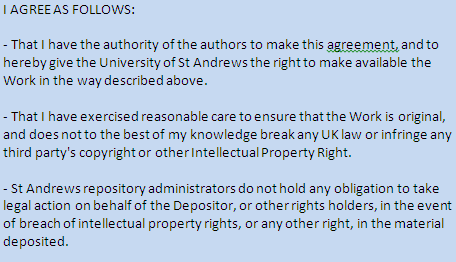 I AGREE AS FOLLOWS:
- That I have the authority of the authors to make this agreement, and to
hereby give the University of St Andrews the right to make available the
Work in the way described above.
- That I have exercised reasonable care to ensure that the Work is original,
and does not to the best of my knowledge break any UK law or infringe any
third party's copyright or other Intellectual Property Right.
- St Andrews repository administrators do not hold any obligation to take
legal action on behalf of the Depositor, or other rights holders, in the event
of breach of intellectual property rights, or any other right, in the material
deposited.